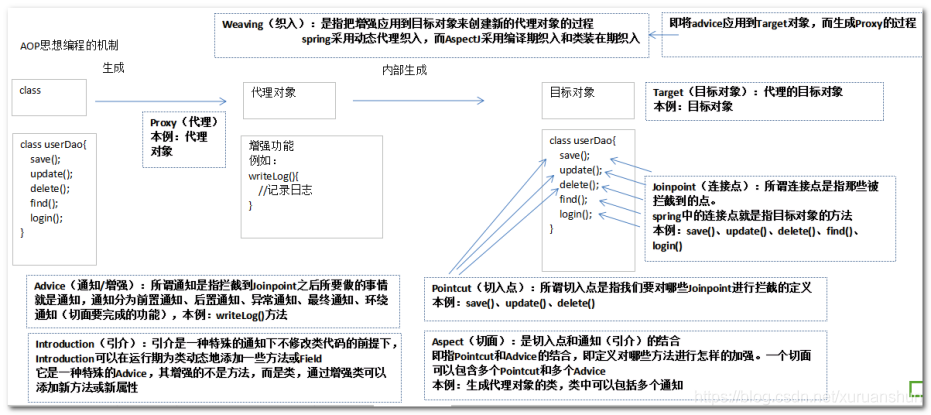 Weaving（织入）：是指把增强应用到目标对象来创建新的代理对象的过程
spring采用动态代理织入，而AspectJ采用编译期织入和类装在期织入
即将advice应用到Target对象，而生成Proxy的过程
AOP思想编程的机制
生成
内部生成
class
代理对象
目标对象
Target（目标对象）：代理的目标对象
本例：目标对象
Proxy（代理）
本例：代理
对象
class userDao{
save();
update();
delete();
find();
login();
}
增强功能
例如：
writeLog(){
//记录日志
}
class userDao{
save();
update();
delete();
find();
login();
}
Joinpoint（连接点）：所谓连接点是指那些被
拦截到的点。
spring中的连接点就是指目标对象的方法
本例：save()、update()、delete()、find()、
login()
Advice（通知/增强）：所谓通知是指拦截到Joinpoint之后所要做的事情
就是通知，通知分为前置通知、后置通知、异常通知、最终通知、环绕
通知（切面要完成的功能），本例：writeLog()方法
Pointcut（切入点）：所谓切入点是指我们要对哪些Joinpoint进行拦截的定义
本例：save()、update()、delete()
Introduction（引介）：引介是一种特殊的通知下不修改类代码的前提下，
Introduction可以在运行期为类动态地添加一些方法或Field
它是一种特殊的Advice，其增强的不是方法，而是类，通过增强类可以
添加新方法或新属性
Aspect（切面）：是切入点和通知（引介）的结合
即指Pointcut和Advice的结合，即定义对哪些方法进行怎样的加强。一个切面
可以包含多个Pointcut和多个Advice
本例：生成代理对象的类，类中可以包括多个通知